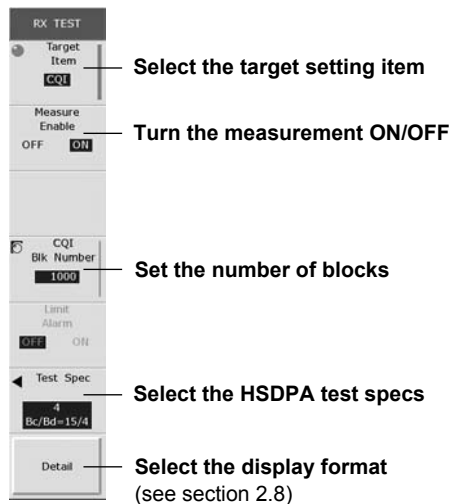 RX TEST
Target
Item
CQI
Select the target setting item
Measure
Enable
OFF ON
Turn the measurement ON/OFF
CQI
Blk Number
1000
Set the number of blocks
Limit
Alarm
OFF ON
Test Spec
4
Bc/Bd=15/4
Select the HSDPA test specs
Detail
Select the display format
(see section 2.8)